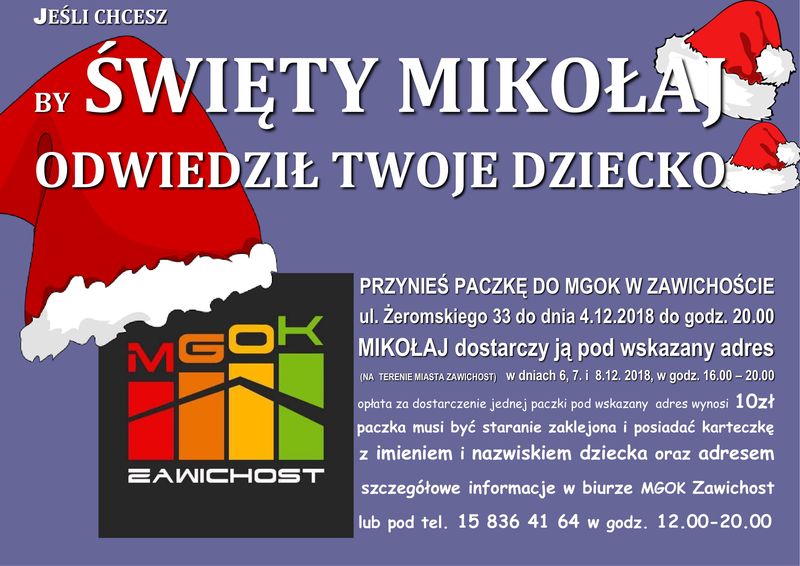 JEŚLI CHCESZ
BY ŚWIĘTY MIKOŁAJ
ODWIEDZIŁ TWOJE DZIECKO
PRZYNIEŚ PACZKĘ DO MGOK W ZAWICHOŚCIE
ul. Żeromskiego 33 do dnia 4.12.2018 do godz. 20.00
MIKOŁAJ dostarczy ją pod wskazany adres
(NA TERENIE MIASTA ZAWICHOST) w dniach 6, 7. i 8.12. 2018, w godz. 16.00 – 20.00
opłata za dostarczenie jednej paczki pod wskazany adres wynosi 10zł
paczka musi być staranie zaklejona i posiadać karteczkę
z imieniem i nazwiskiem dziecka oraz adresem
szczegółowe informacje w biurze MGOK Zawichost
lub pod tel. 15 836 41 64 w godz. 12.00-20.00
MGOK
ZAWICHOST